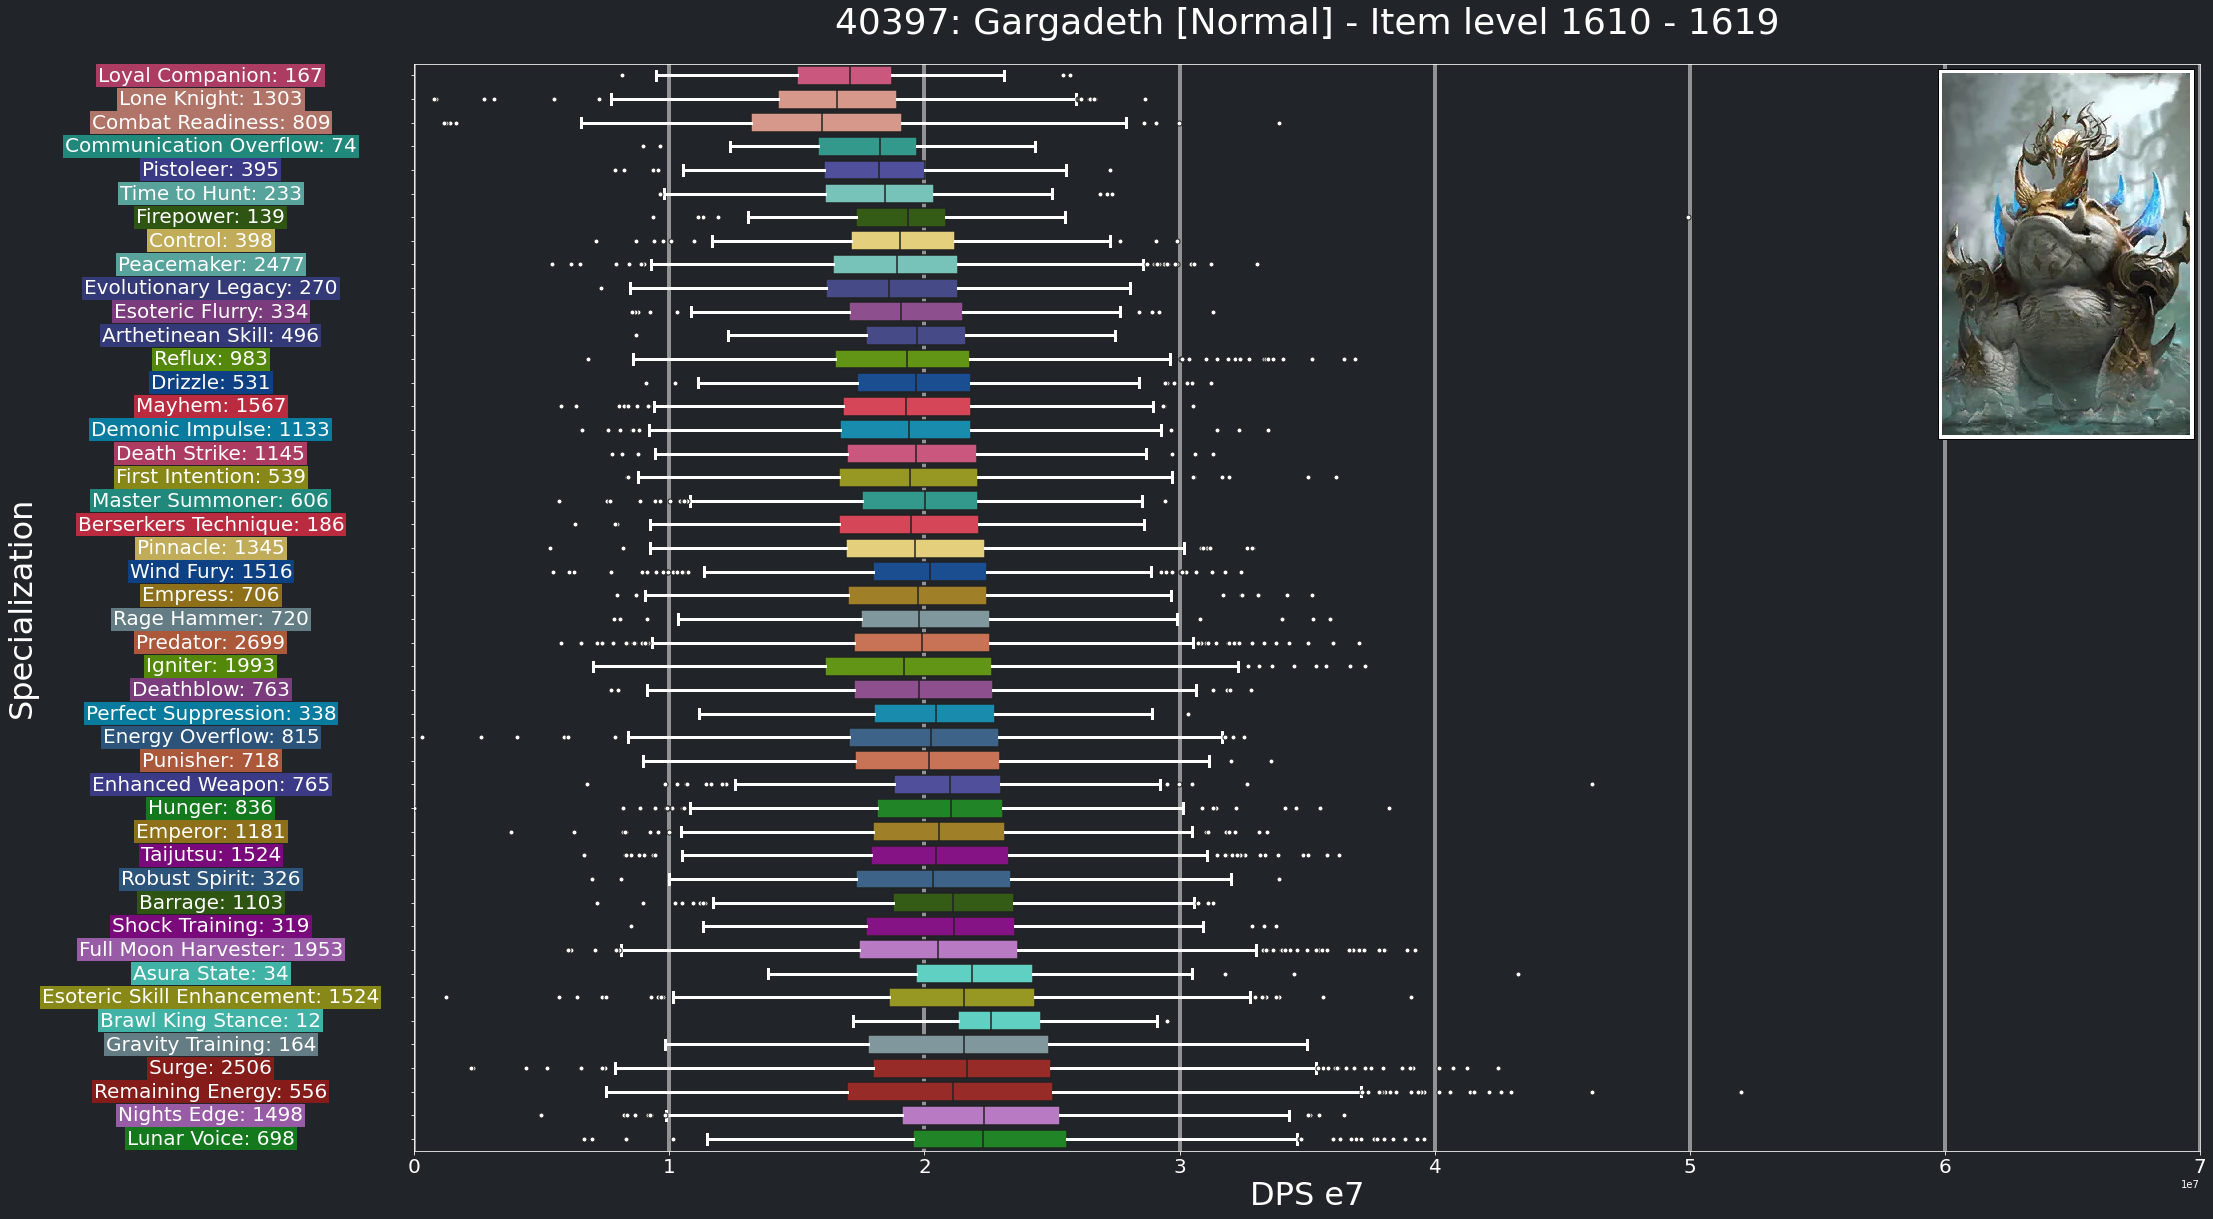 40397: Gargadeth [Normal] - Item level 1610 - 1619
Loyal Companion: 167
Lone Knight: 1303
Combat Readiness: 809
Communication Overflow: 74
Pistoleer: 395
Time to Hunt: 233
Firepower: 139
Control: 398
Peacemaker: 2477
Evolutionary Legacy: 270
Esoteric Flurry: 334
Arthetinean Skill: 496
Reflux: 983
Drizzle: 531
Mayhem: 1567
Demonic Impulse: 1133
Death Strike: 1145
First Intention: 539
Master Summoner: 606
Berserkers Technique: 186
Pinnacle: 1345
Wind Fury: 1516
Empress: 706
Rage Hammer: 720
Predator: 2699
Igniter: 1993
Deathblow: 763
Perfect Suppression: 338
Energy Overflow: 815
Punisher: 718
Enhanced Weapon: 765
Hunger: 836
Emperor: 1181
Taijutsu: 1524
Robust Spirit: 326
Barrage: 1103
Shock Training: 319
Full Moon Harvester: 1953
Asura State: 34
Esoteric Skill Enhancement: 1524
Brawl King Stance: 12
Gravity Training: 164
Surge: 2506
Remaining Energy: 556
Nights Edge: 1498
Lunar Voice: 698
Specialization
0 1 2 3 4 5 6 7
1e7
DPS e7